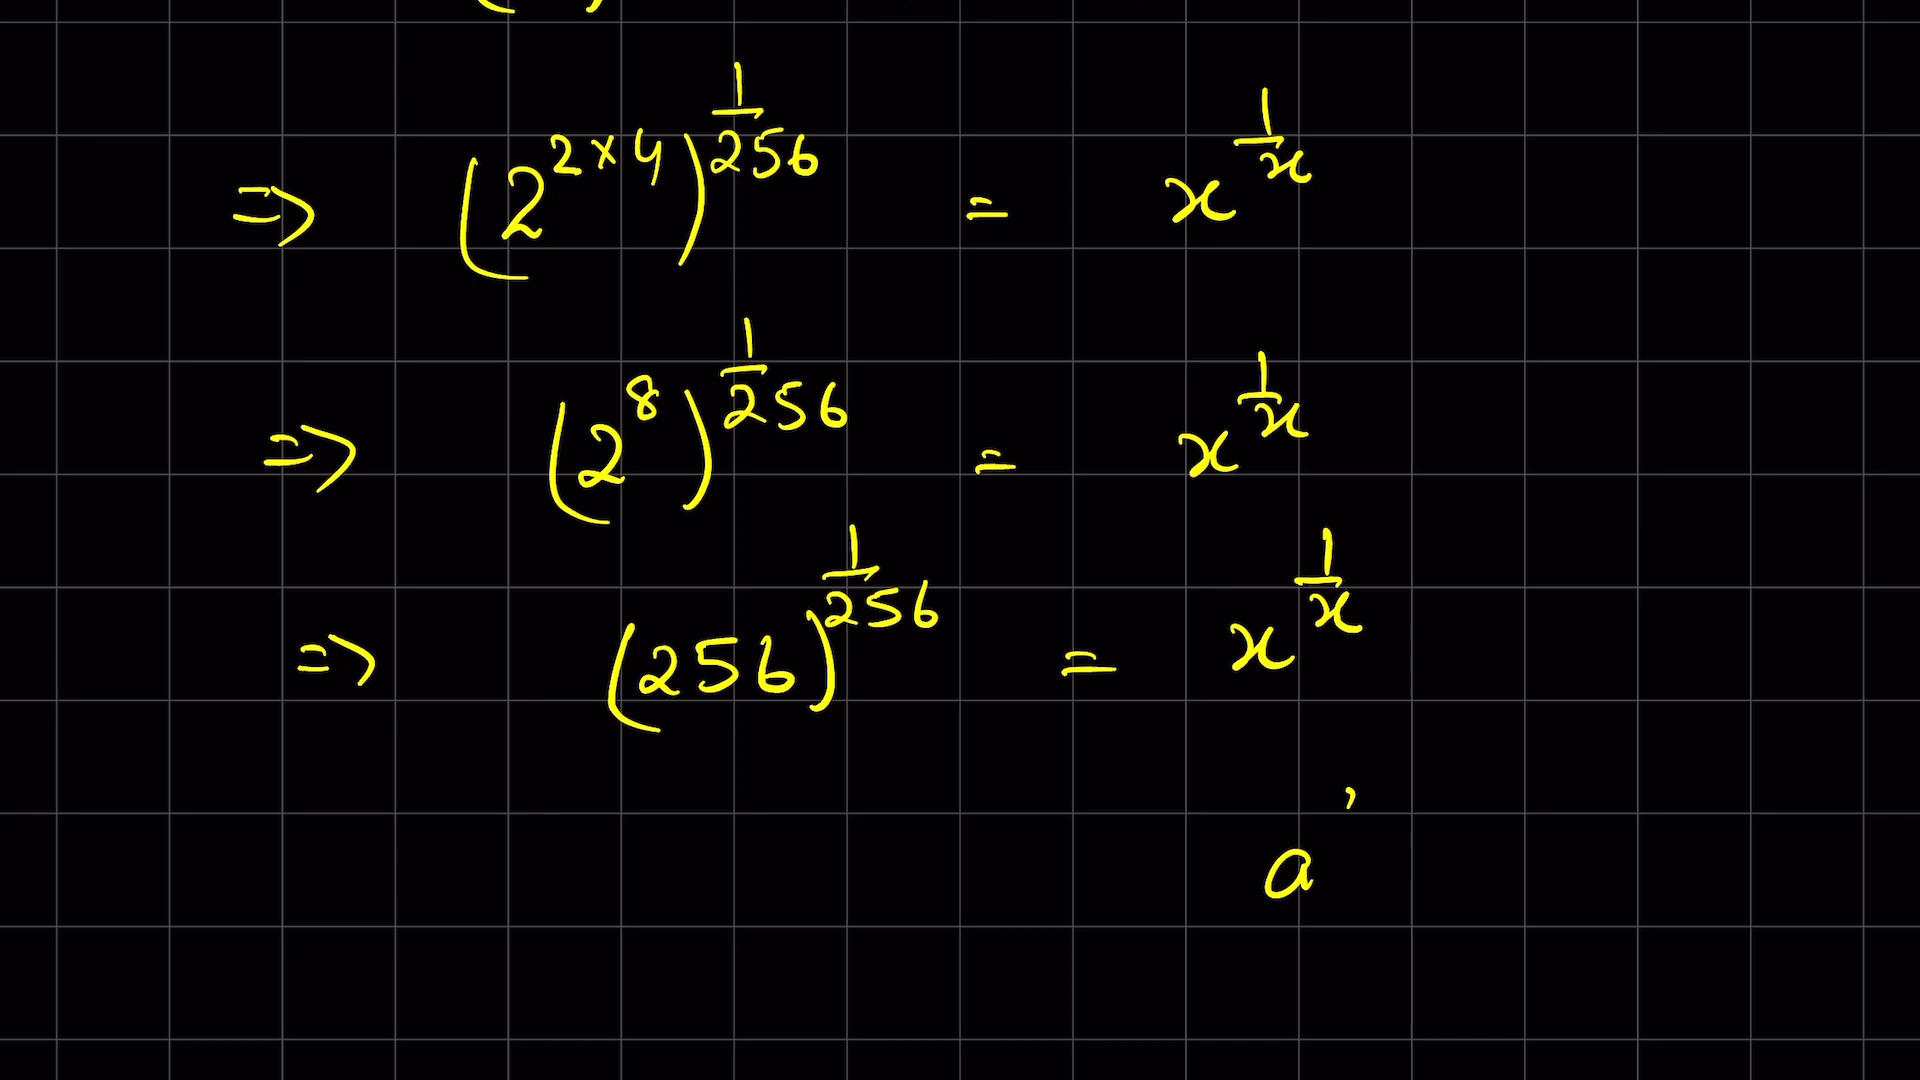 ⇒ (2^(2×4))^(1/256) = x^(1/x)
⇒ (2^8)^(1/256) = x^(1/x)
⇒ (256)^(1/256) = x^(1/x)
a